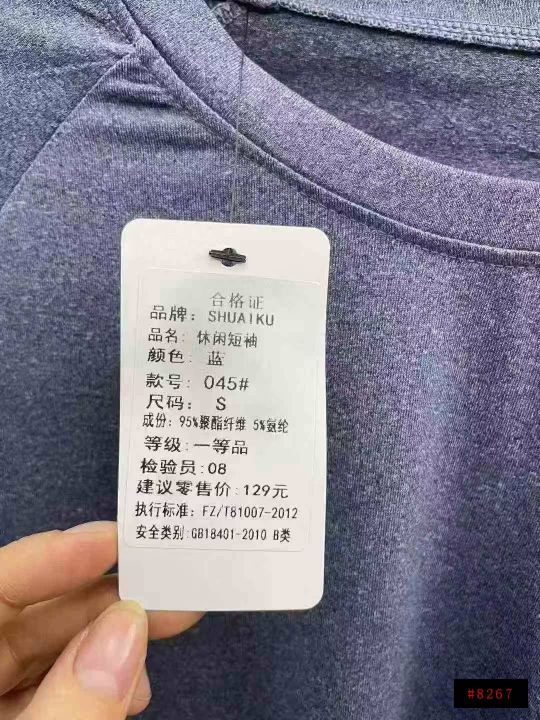 合格证
品牌: SHUAIKU
品名: 休闲短袖
颜色: 蓝
款号: 045#
尺码: S
成份: 95%聚酯纤维 5%氨纶
等级:一等品
检验员:08
建议零售价:129元
执行标准: FZ/T81007-2012
安全类别:GB18401-2010 B类
#8267